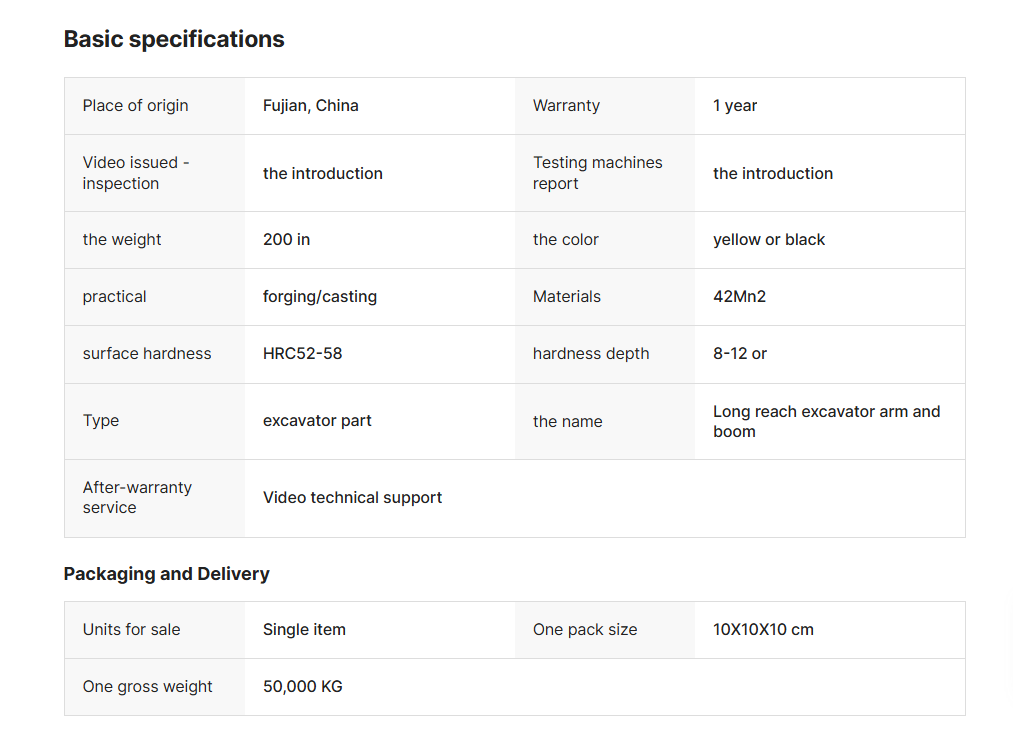 Basic specifications
Place of origin Fujian, China Warranty 1 year
Video issued - Testing machines
inspection the introduction report the introduction
the weight 200 in the color yellow or black
practical forging/casting Materials 42Mn2
surface hardness HRC52-58 hardness depth 8-12 or
Type excavator part the name Long reach excavator arm and
boom
After-warranty
service Video technical support
Packaging and Delivery
Units for sale Single item One pack size 10X10X10 cm
One gross weight 50,000 KG